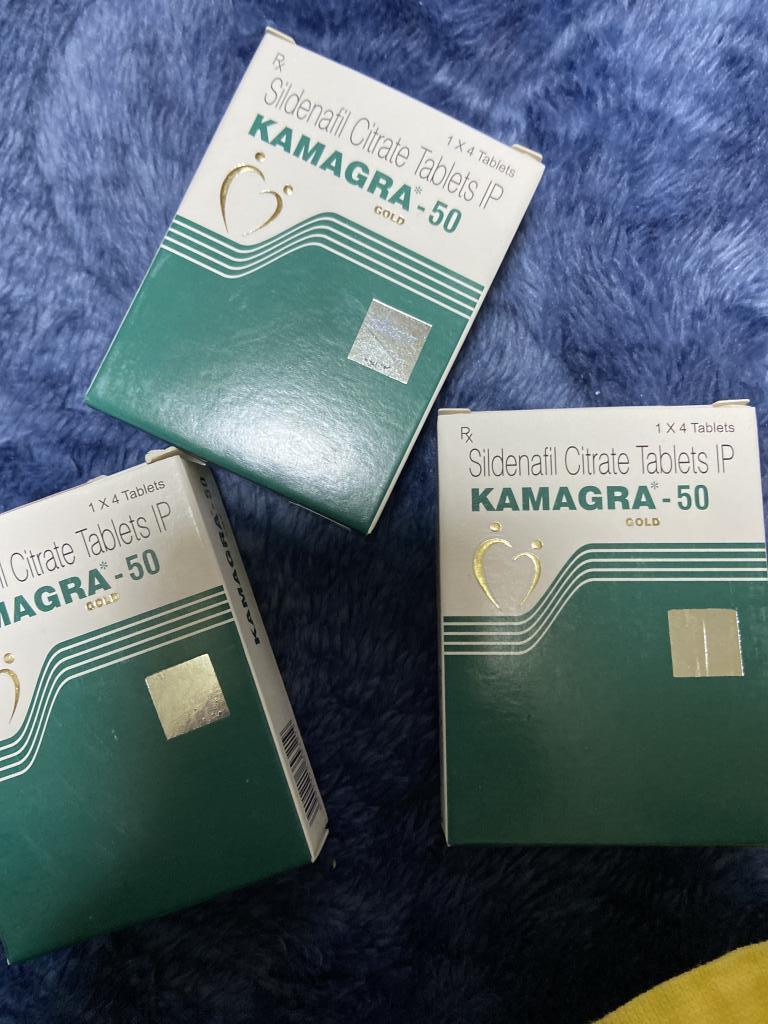 Rx
Sildenafil Citrate Tablets IP
1 X 4 Tablets
KAMAGRA*-50
GOLD
Rx
1 X 4 Tablets
Sildenafil Citrate Tablets IP
KAMAGRA*-50
GOLD
1 X 4 Tablets
l Citrate Tablets IP
MAGRA*-50
GOLD
KAMAGRA-50